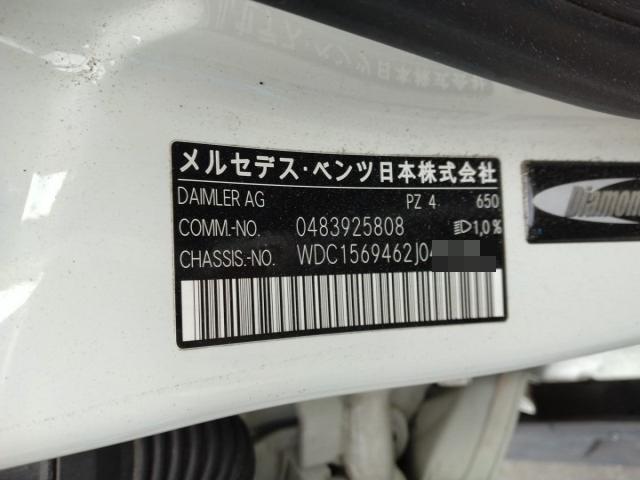 メルセデス・ベンツ日本株式会社
DAIMLER AG PZ 4 650
COMM.-NO. 0483925808 1,0%
CHASSIS.-NO. WDC1569462J0
Diamon